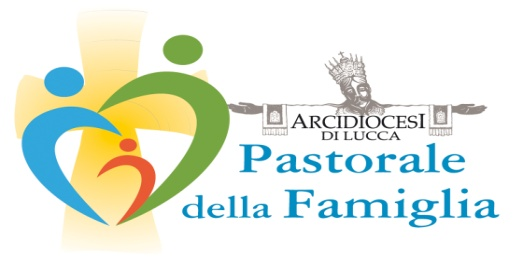 ARCIDIOCESI
DI LUCCA
Pastorale
della Famiglia